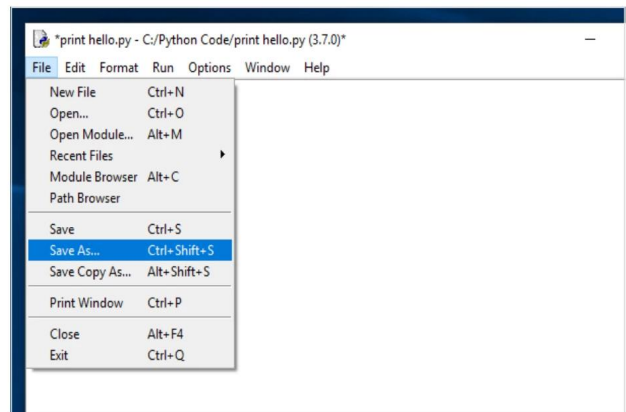 *print hello.py - C:/Python Code/print hello.py (3.7.0)*
File Edit Format Run Options Window Help
New File Ctrl+N
Open... Ctrl+O
Open Module... Alt+M
Recent Files
Module Browser Alt+C
Path Browser
Save Ctrl+S
Save As... Ctrl+Shift+S
Save Copy As... Alt+Shift+S
Print Window Ctrl+P
Close Alt+F4
Exit Ctrl+Q